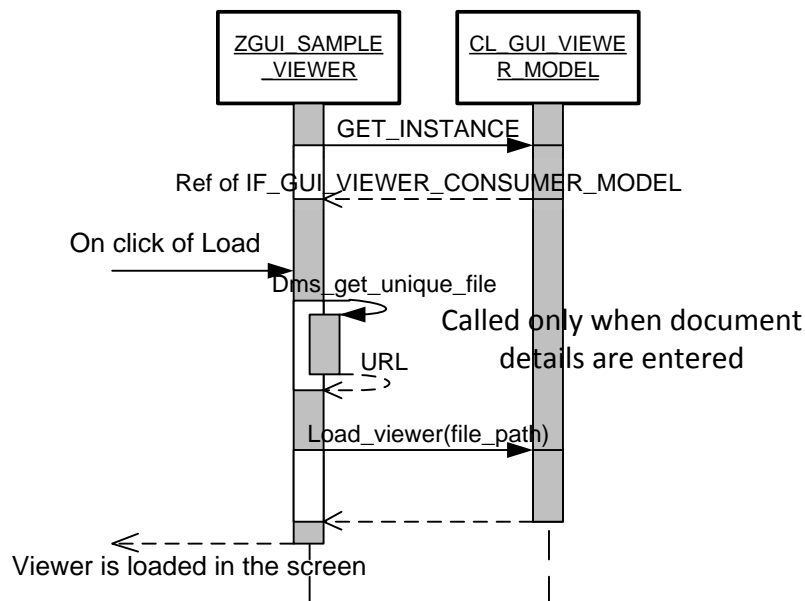 ZGUI_SAMPLE
_VIEWER
CL_GUI_VIEWE
R_MODEL
GET_INSTANCE
Ref of IF_GUI_VIEWER_CONSUMER_MODEL
On click of Load
Dms_get_unique_file
Called only when document
details are entered
URL
Load_viewer(file_path)
Viewer is loaded in the screen